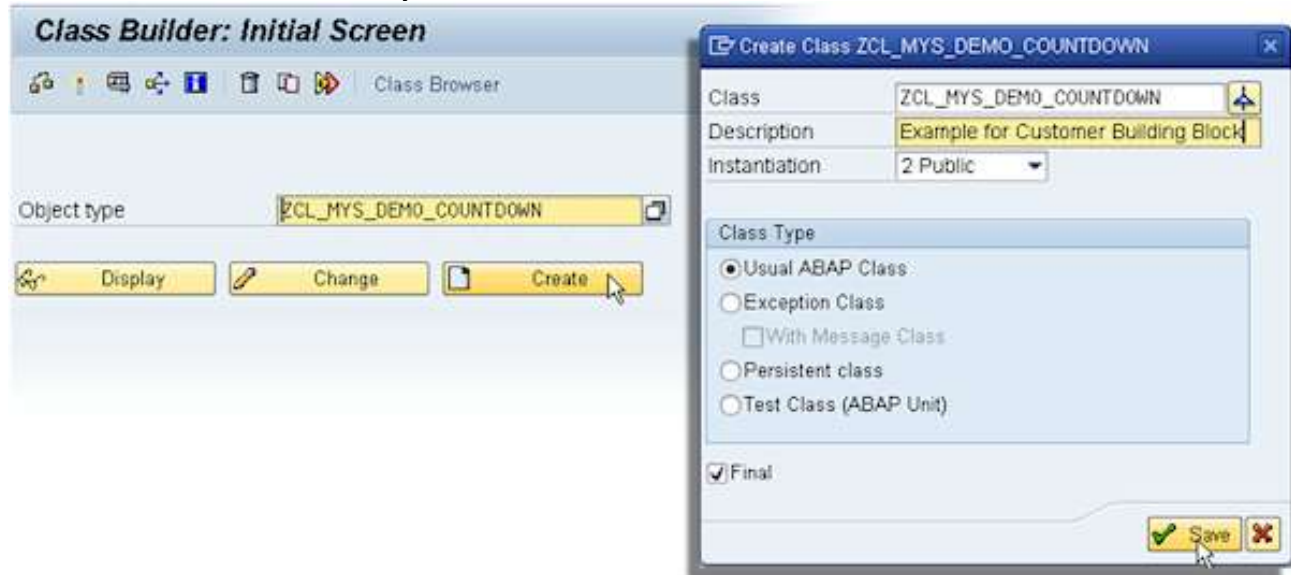 Class Builder: Initial Screen
Class Browser
Object type ZCL_MYS_DEMO_COUNTDOWN
Display Change Create
Create Class ZCL_MYS_DEMO_COUNTDOWN
Class ZCL_MYS_DEMO_COUNTDOWN
Description Example for Customer Building Block
Instantiation 2 Public
Class Type
Usual ABAP Class
Exception Class
With Message Class
Persistent class
Test Class (ABAP Unit)
Final
Save